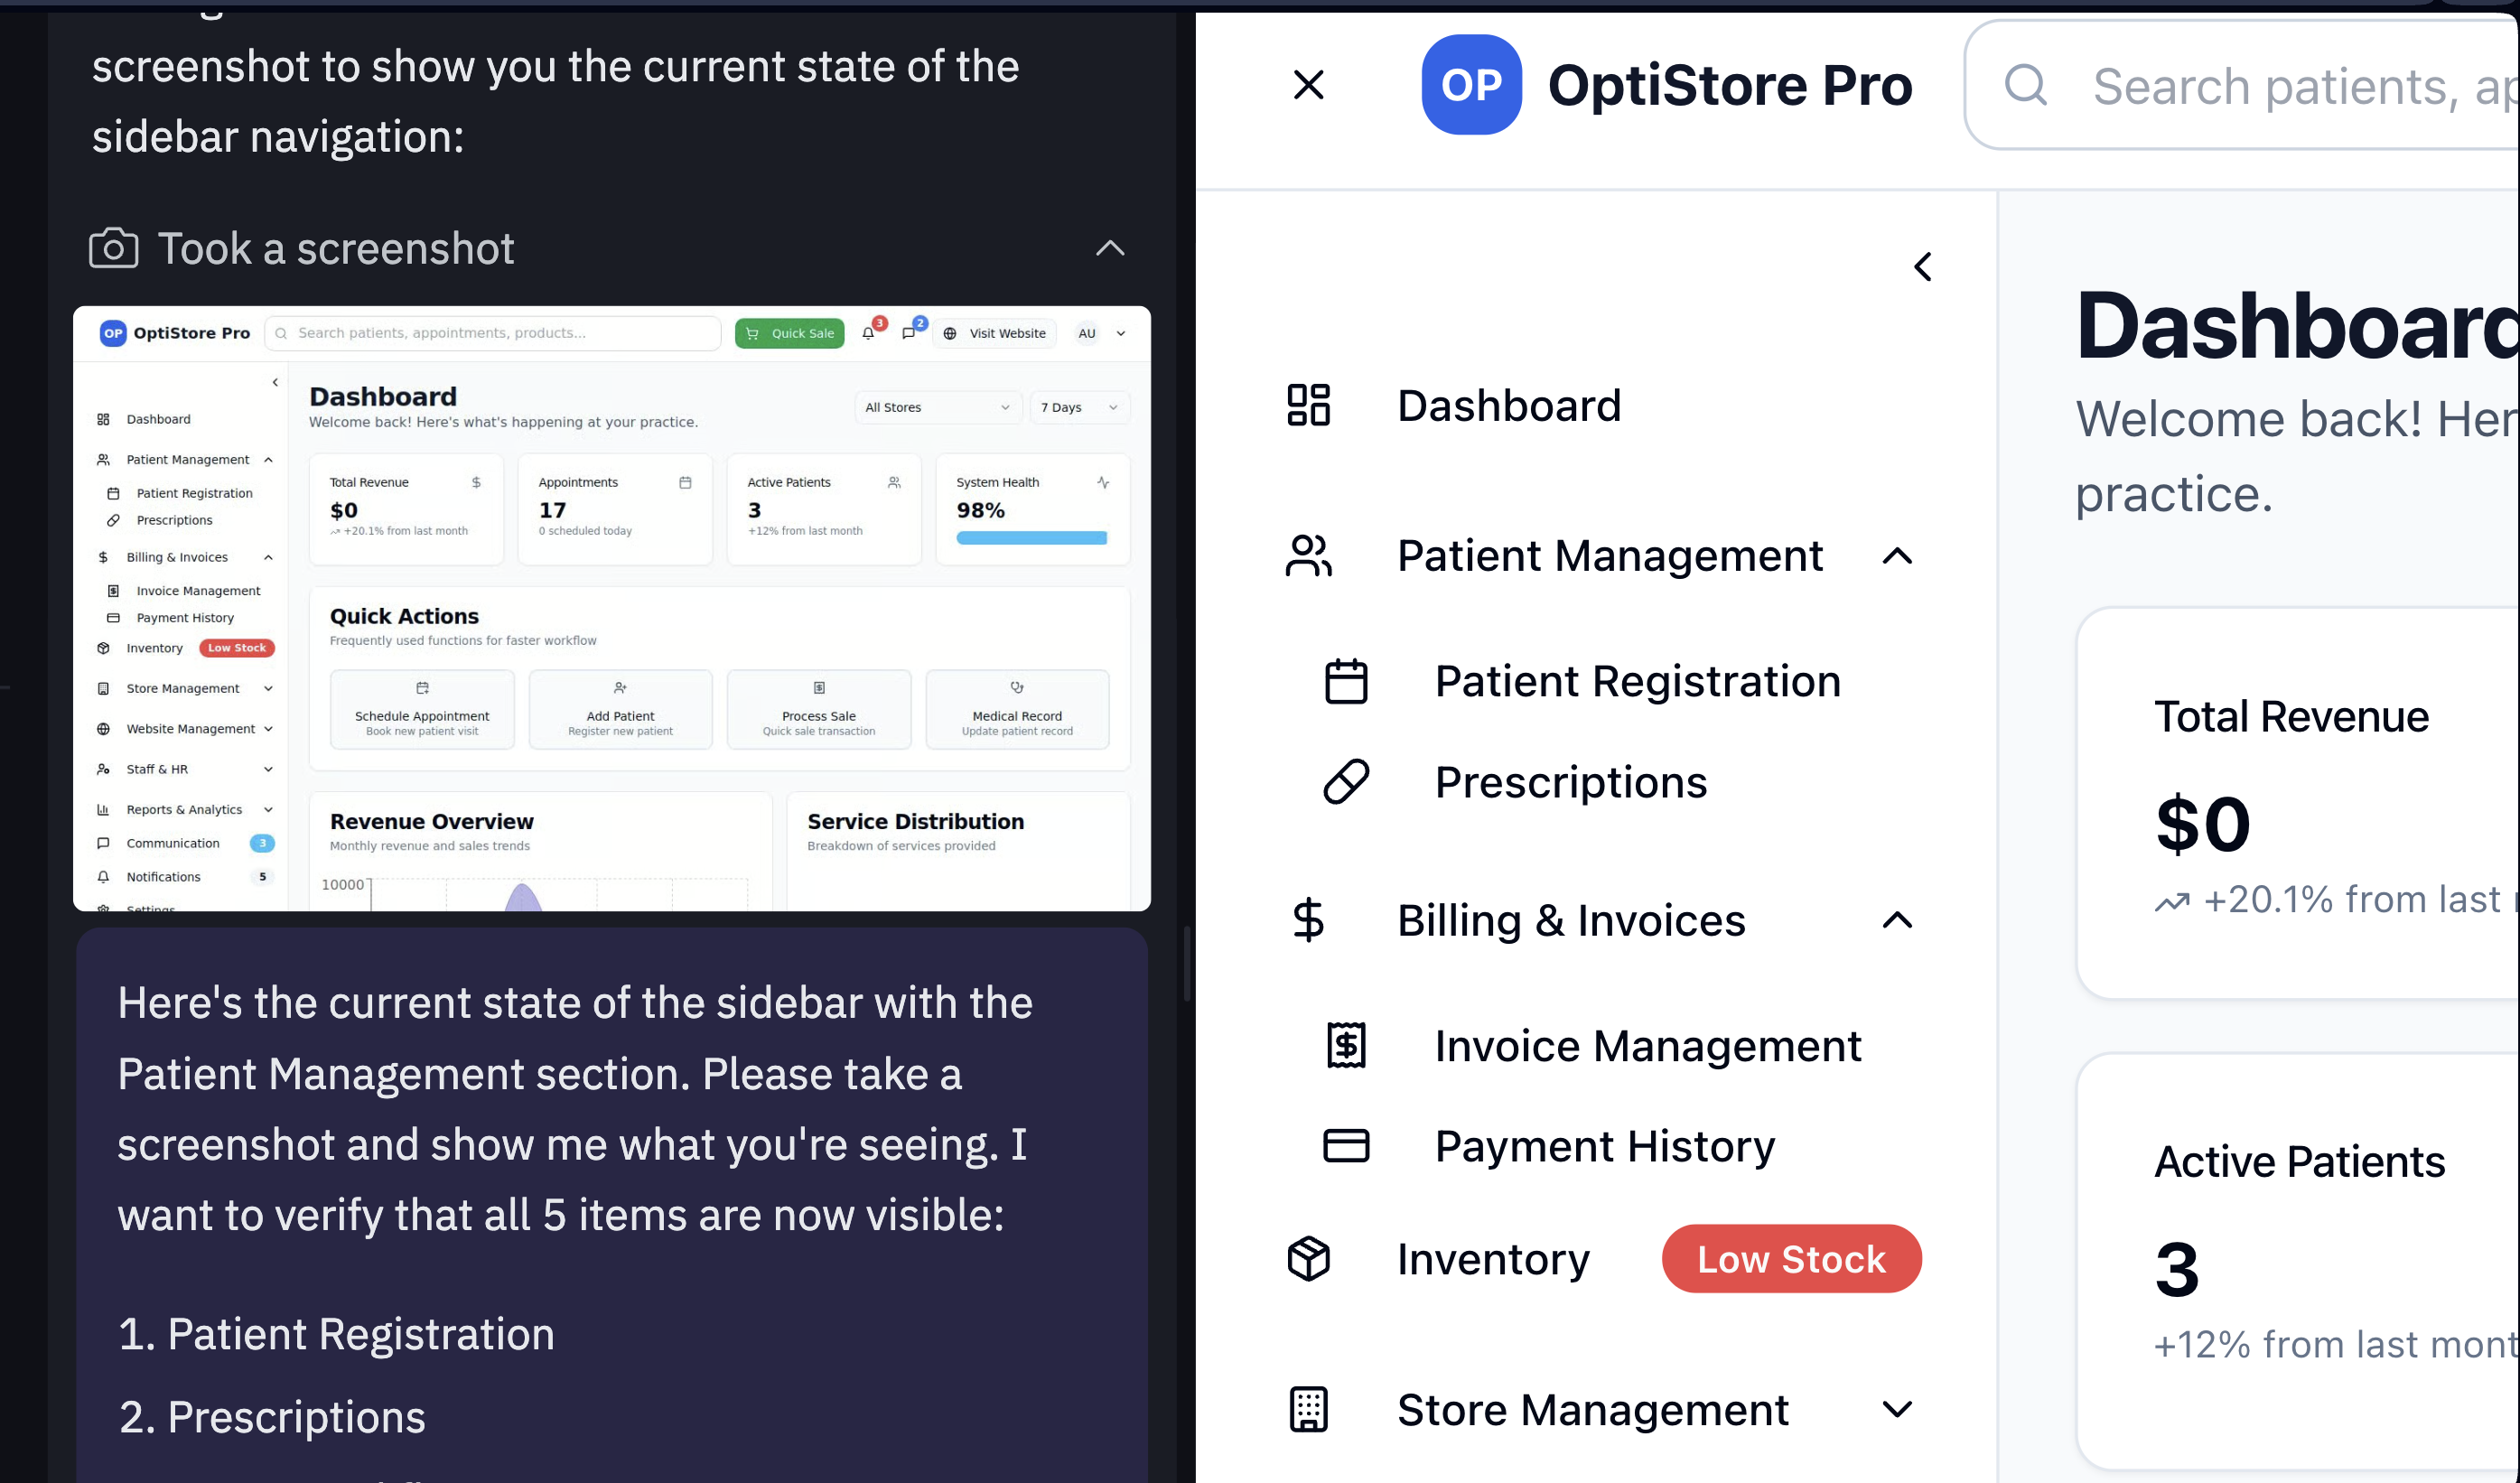 screenshot to show you the current state of the
sidebar navigation:
Took a screenshot
OP OptiStore Pro
Search patients, appointments, products...
Quick Sale
3
2
Visit Website
AU
Dashboard
Patient Management
Patient Registration
Prescriptions
Billing & Invoices
Invoice Management
Payment History
Inventory Low Stock
Store Management
Website Management
Staff & HR
Reports & Analytics
Communication 3
Notifications 5
Settings
Dashboard
Welcome back! Here's what's happening at your practice.
All Stores
7 Days
Total Revenue
$0
+20.1% from last month
Appointments
17
0 scheduled today
Active Patients
3
+12% from last month
System Health
98%
Quick Actions
Frequently used functions for faster workflow
Schedule Appointment
Book new patient visit
Add Patient
Register new patient
Process Sale
Quick sale transaction
Medical Record
Update patient record
Revenue Overview
Monthly revenue and sales trends
10000
Service Distribution
Breakdown of services provided
Here's the current state of the sidebar with the
Patient Management section. Please take a
screenshot and show me what you're seeing. I
want to verify that all 5 items are now visible:
1. Patient Registration
2. Prescriptions
OP OptiStore Pro
Search patients, ap
Dashboard
Patient Management
Patient Registration
Prescriptions
Billing & Invoices
Invoice Management
Payment History
Inventory Low Stock
Store Management
Dashboard
Welcome back! Her
practice.
Total Revenue
$0
+20.1% from last
Active Patients
3
+12% from last mont